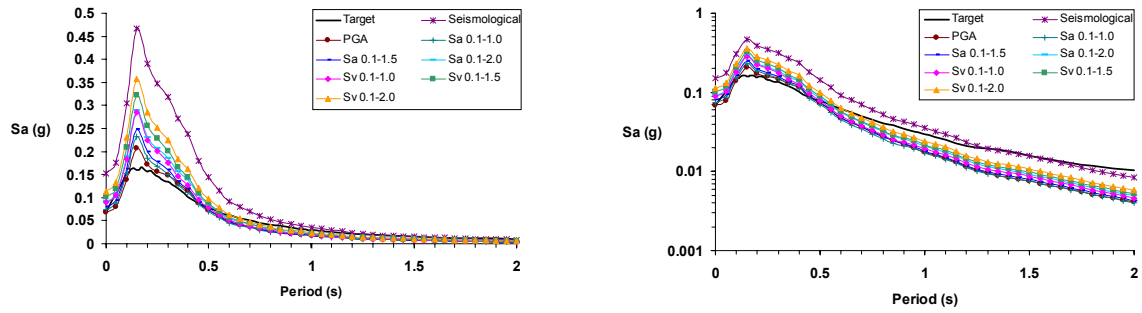 Target
Seismological
PGA
Sa 0.1-1.0
Sa 0.1-1.5
Sa 0.1-2.0
Sv 0.1-1.0
Sv 0.1-1.5
Sv 0.1-2.0
0.5
0.45
0.4
0.35
0.3
0.25
0.2
0.15
0.1
0.05
0
Sa (g)
0
0.5
1
1.5
2
Period (s)
Target
Seismological
PGA
Sa 0.1-1.0
Sa 0.1-1.5
Sa 0.1-2.0
Sv 0.1-1.0
Sv 0.1-1.5
Sv 0.1-2.0
1
0.1
0.01
0.001
Sa (g)
0
0.5
1
1.5
2
Period (s)